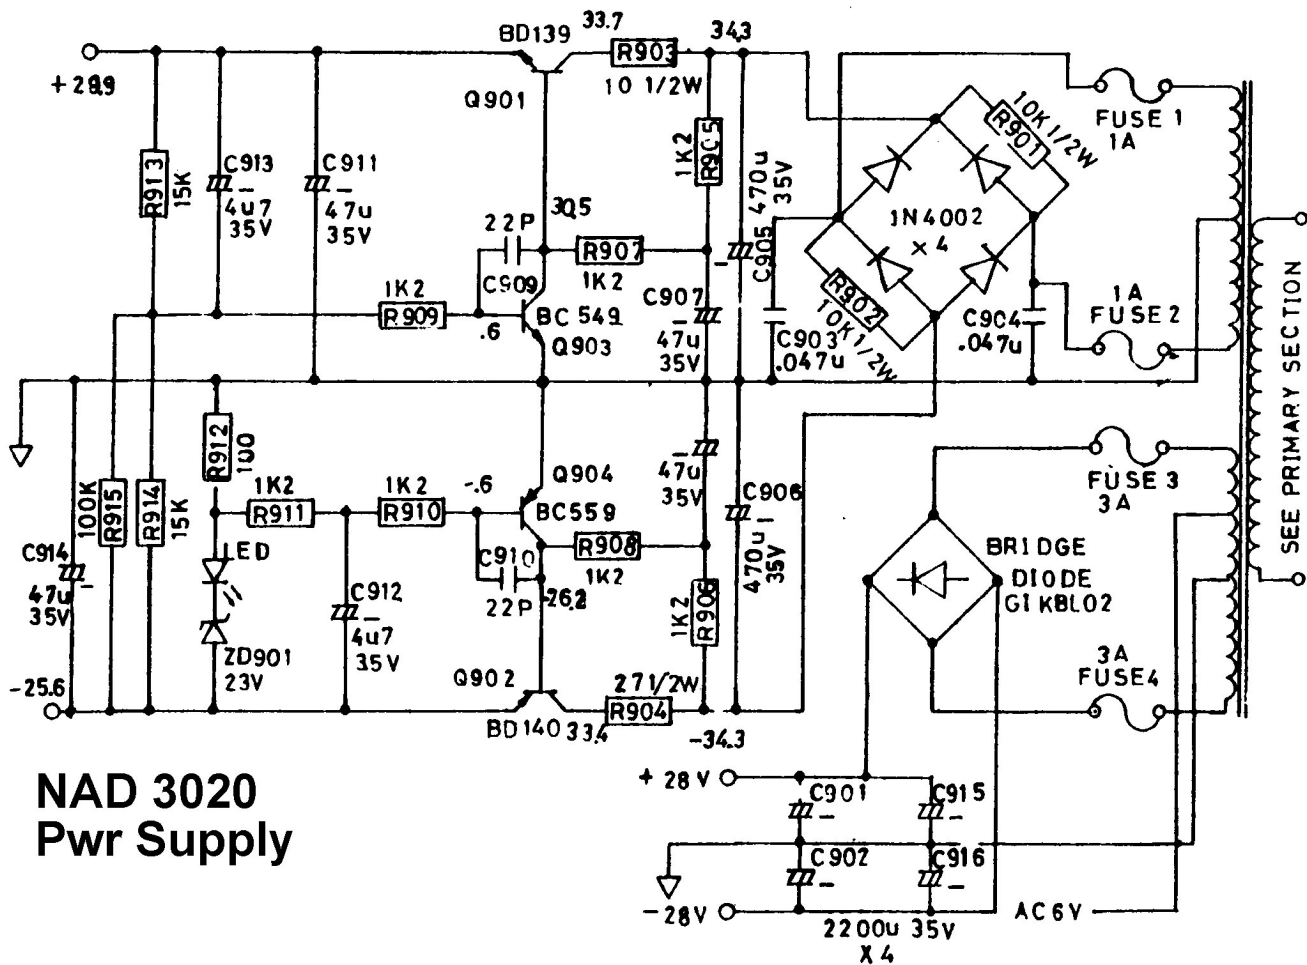 BD139
33.7
34.3
+29.9
R903
10 1/2W
Q901
FUSE 1
1A
10K 1/2W
R901
R913
15K
C913
4u7
35V
C911
47u
35V
1K2
R905
470u
35V
C905
1N4002
× 4
22P
30.5
R907
1K2
C909
1K2
R909
.6
BC 549
Q903
C907
47u
35V
R902
10K 1/2W
C903
.047u
C904
.047u
1A
FUSE 2
SEE PRIMARY SECTION
R912
100
100K
R915
R914
15K
1K2
R911
1K2
R910
-.6
Q904
BC559
47u
35V
C906
470u
35V
FUSE 3
3A
C914
47u
35V
LED
C910
22P
R908
1K2
-26.2
1K2
R906
BRIDGE
DIODE
GI KBL02
C912
4u7
35V
ZD901
23V
Q902
27 1/2W
R904
3A
FUSE4
-25.6
BD140
33.4
-34.3
NAD 3020
Pwr Supply
+ 28 V
C901
C915
C902
C916
-28V
AC6V
2200u 35V
X 4